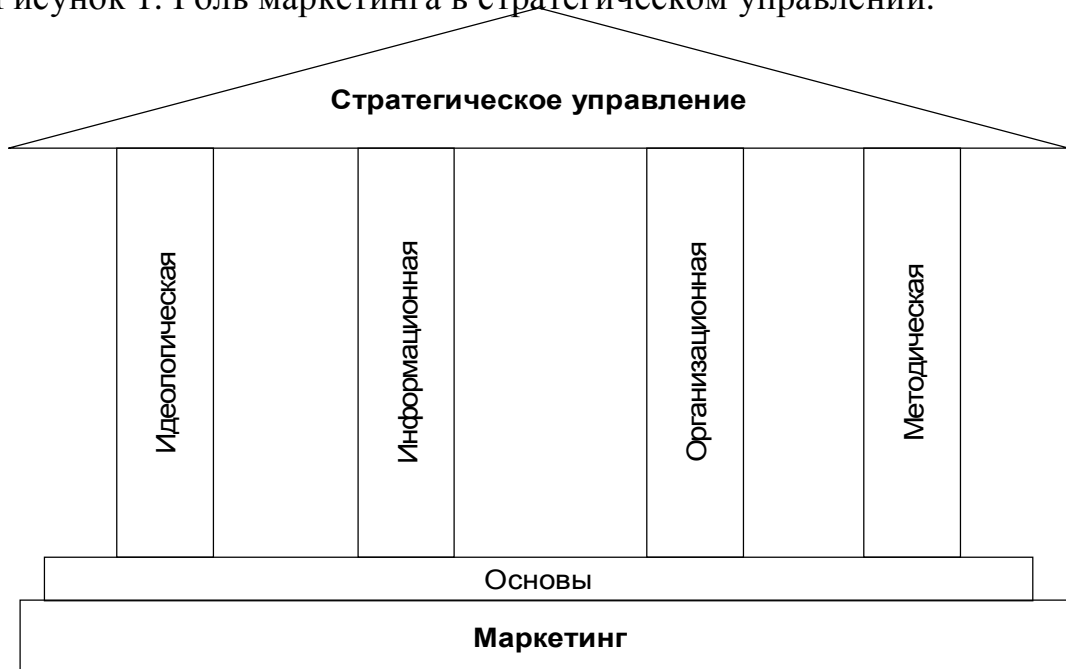 Рисунок 1. Роль маркетинга в стратегическом управлении.
Стратегическое управление
Идеологическая
Информационная
Организационная
Методическая
Основы
Маркетинг